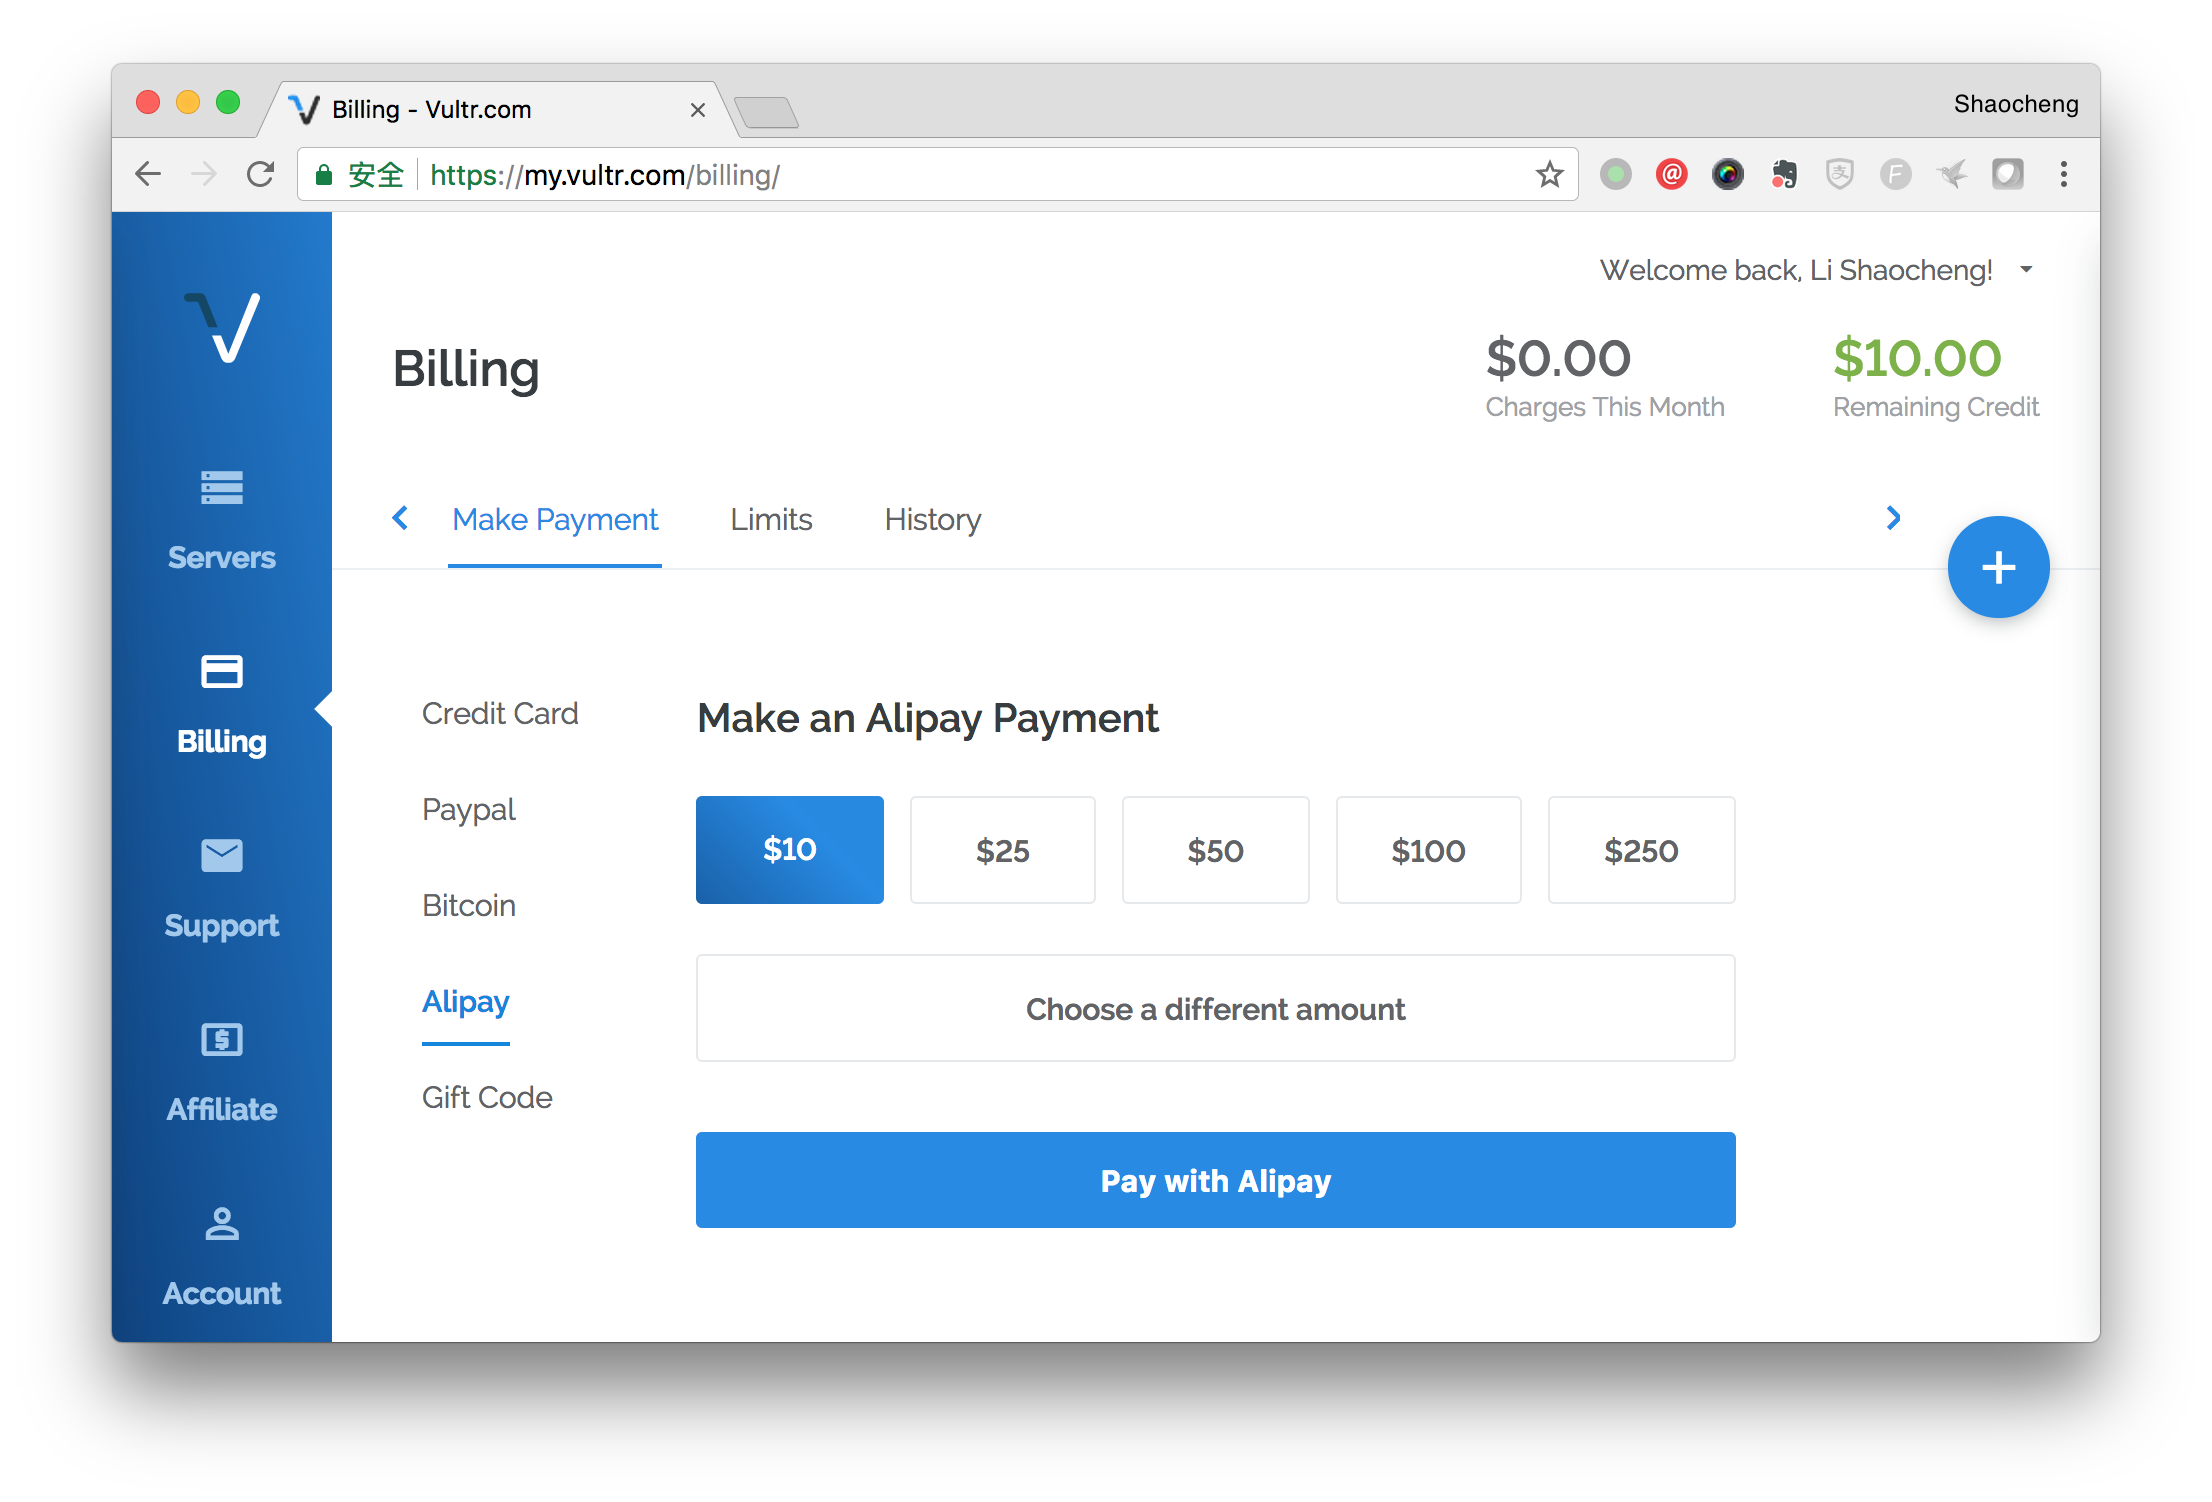 Billing - Vultr.com
Shaocheng
安全 https://my.vultr.com/billing/
Welcome back, Li Shaocheng!
Billing
$0.00
Charges This Month
$10.00
Remaining Credit
Make Payment
Limits
History
Servers
Billing
Support
Affiliate
Account
Credit Card
Paypal
Bitcoin
Alipay
Gift Code
Make an Alipay Payment
$10
$25
$50
$100
$250
Choose a different amount
Pay with Alipay